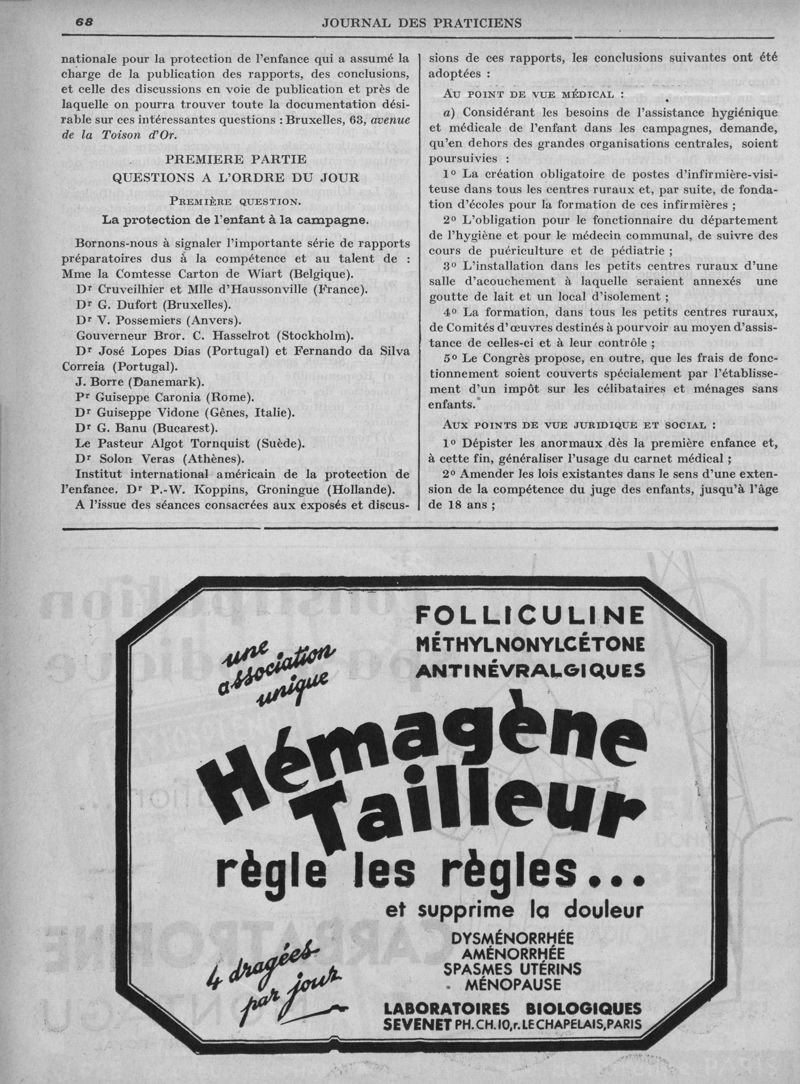 68
JOURNAL DES PRATICIENS
nationale pour la protection de l'enfance qui a assumé la
charge de la publication des rapports, des conclusions,
et celle des discussions en voie de publication et près de
laquelle on pourra trouver toute la documentation dési-
rable sur ces intéressantes questions : Bruxelles, 63, avenue
de la Toison d'Or.
PREMIERE PARTIE
QUESTIONS A L'ORDRE DU JOUR
PREMIÈRE QUESTION.
La protection de l'enfant à la campagne.
Bornons-nous à signaler l'importante série de rapports
préparatoires dus à la compétence et au talent de :
Mme la Comtesse Carton de Wiart (Belgique).
Dr Cruveilhier et Mlle d'Haussonville (France).
Dr G. Dufort (Bruxelles).
Dr V. Possemiers (Anvers).
Gouverneur Bror. C. Hasselrot (Stockholm).
Dr José Lopes Dias (Portugal) et Fernando da Silva
Correia (Portugal).
J. Borre (Danemark).
Pr Guiseppe Caronia (Rome).
Dr Guiseppe Vidone (Gênes, Italie).
Dr G. Banu (Bucarest).
Le Pasteur Algot Tornquist (Suède).
Dr Solon Veras (Athènes).
Institut international américain de la protection de
l'enfance. Dr P.-W. Koppins, Groningue (Hollande).
A l'issue des séances consacrées aux exposés et discus-
sions de ces rapports, les conclusions suivantes ont été
adoptées :
AU POINT DE VUE MÉDICAL :
a) Considérant les besoins de l'assistance hygiénique
et médicale de l'enfant dans les campagnes, demande,
qu'en dehors des grandes organisations centrales, soient
poursuivies :
1º La création obligatoire de postes d'infirmière-visi-
teuse dans tous les centres ruraux et, par suite, de fonda-
tion d'écoles pour la formation de ces infirmières ;
2º L'obligation pour le fonctionnaire du département
de l'hygiène et pour le médecin communal, de suivre des
cours de puériculture et de pédiatrie ;
3º L'installation dans les petits centres ruraux d'une
salle d'acouchement à laquelle seraient annexés une
goutte de lait et un local d'isolement ;
4º La formation, dans tous les petits centres ruraux,
de Comités d'œuvres destinés à pourvoir au moyen d'assis-
tance de celles-ci et à leur contrôle ;
5º Le Congrès propose, en outre, que les frais de fonc-
tionnement soient couverts spécialement par l'établisse-
ment d'un impôt sur les célibataires et ménages sans
enfants.
AUX POINTS DE VUE JURIDIQUE ET SOCIAL :
1º Dépister les anormaux dès la première enfance et,
à cette fin, généraliser l'usage du carnet médical ;
2º Amender les lois existantes dans le sens d'une exten-
sion de la compétence du juge des enfants, jusqu'à l'âge
de 18 ans ;
une
association
unique
FOLLICULINE
MÉTHYLNONYLCÉTONE
ANTINÉVRALGIQUES
Hémagène
Tailleur
règle les règles...
et supprime la douleur
4 dragées
par jour
DYSMÉNORRHÉE
AMÉNORRHÉE
SPASMES UTÉRINS
MÉNOPAUSE
LABORATOIRES BIOLOGIQUES
SEVENET PH. CH. 10, r. LE CHAPELAIS, PARIS